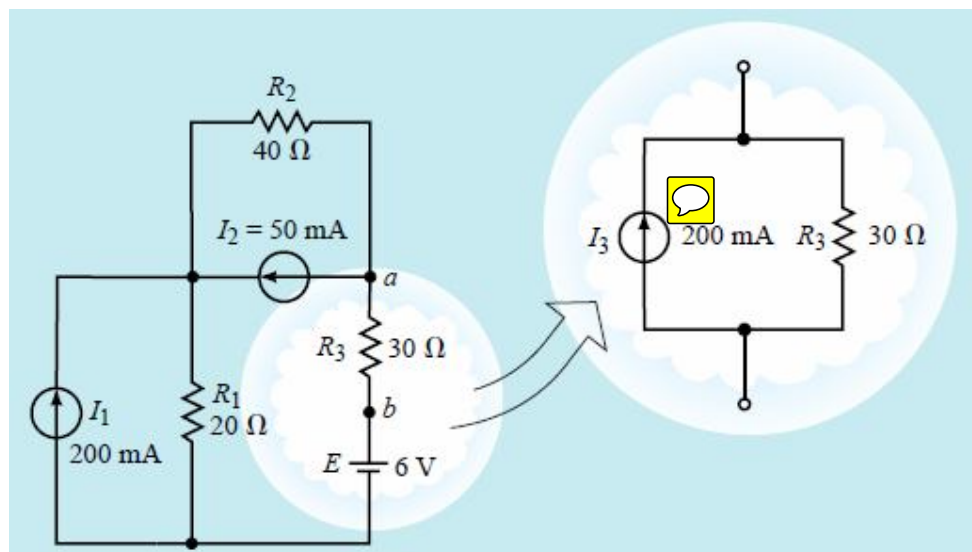 R2
40 Ω
I2 = 50 mA
a
R3 30 Ω
b
E 6 V
R1
20 Ω
I1
200 mA
I3 200 mA R3 30 Ω